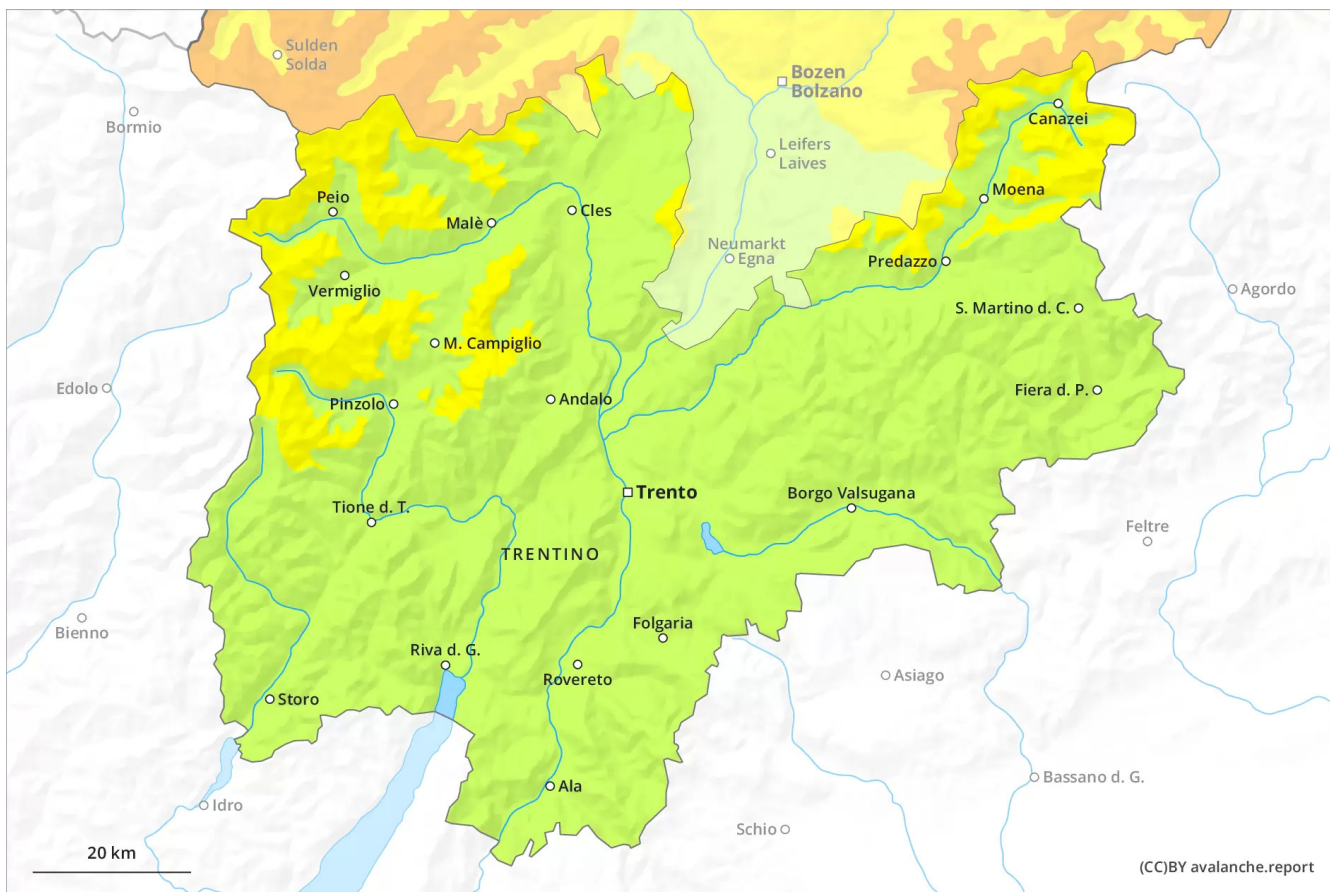 Sulden
Solda
Bozen
Bolzano
Bormio
Canazei
Leifers
Laives
Peio
Moena
Malè
Cles
Neumarkt
Egna
Predazzo
Vermiglio
Agordo
S. Martino d. C.
M. Campiglio
Edolo
Andalo
Fiera d. P.
Pinzolo
Trento
Borgo Valsugana
Tione d. T.
Feltre
TRENTINO
Bienno
Folgaria
Riva d. G.
Asiago
Rovereto
Storo
Bassano d. G.
Ala
Idro
Schio
20 km
(CC)BY avalanche.report